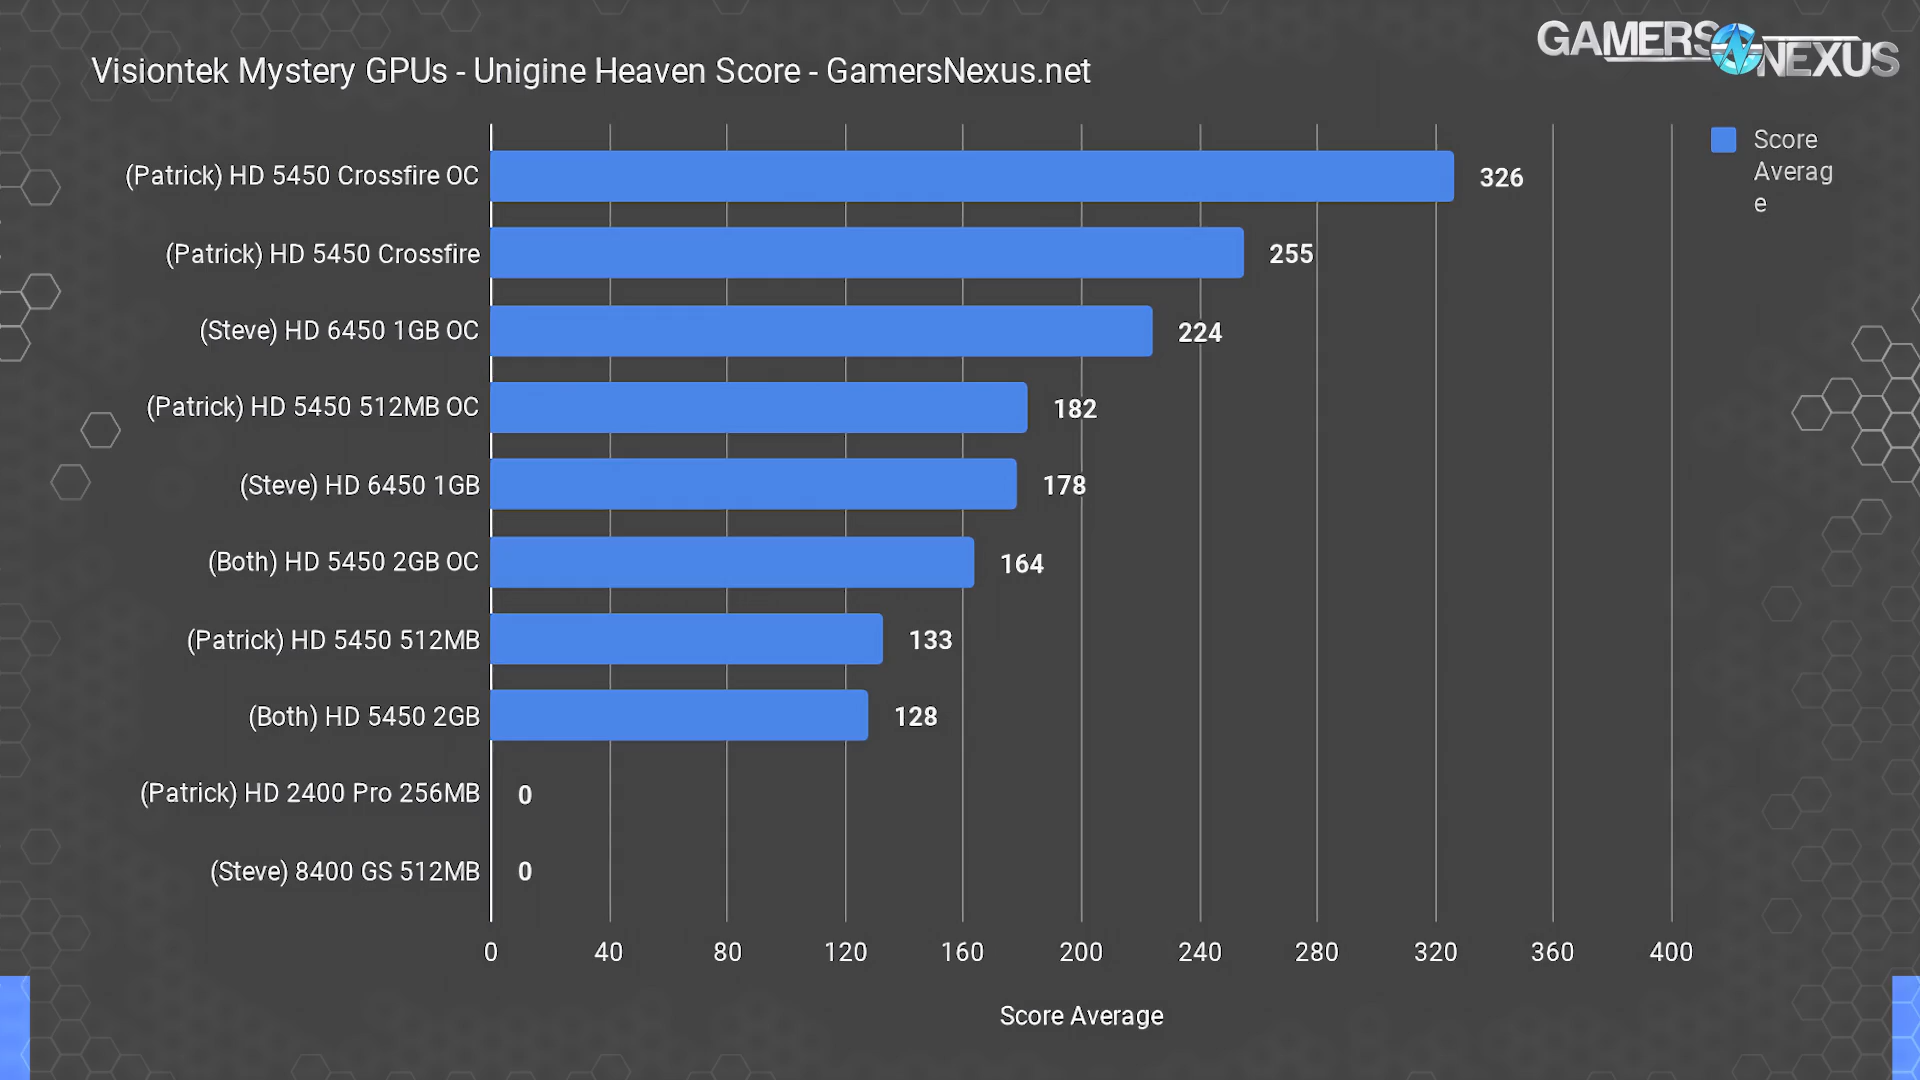 GAMERS NEXUS
Visiontek Mystery GPUs - Unigine Heaven Score - GamersNexus.net
Score
Averag
e
(Patrick) HD 5450 Crossfire OC 326
(Patrick) HD 5450 Crossfire 255
(Steve) HD 6450 1GB OC 224
(Patrick) HD 5450 512MB OC 182
(Steve) HD 6450 1GB 178
(Both) HD 5450 2GB OC 164
(Patrick) HD 5450 512MB 133
(Both) HD 5450 2GB 128
(Patrick) HD 2400 Pro 256MB 0
(Steve) 8400 GS 512MB 0
0 40 80 120 160 200 240 280 320 360 400
Score Average